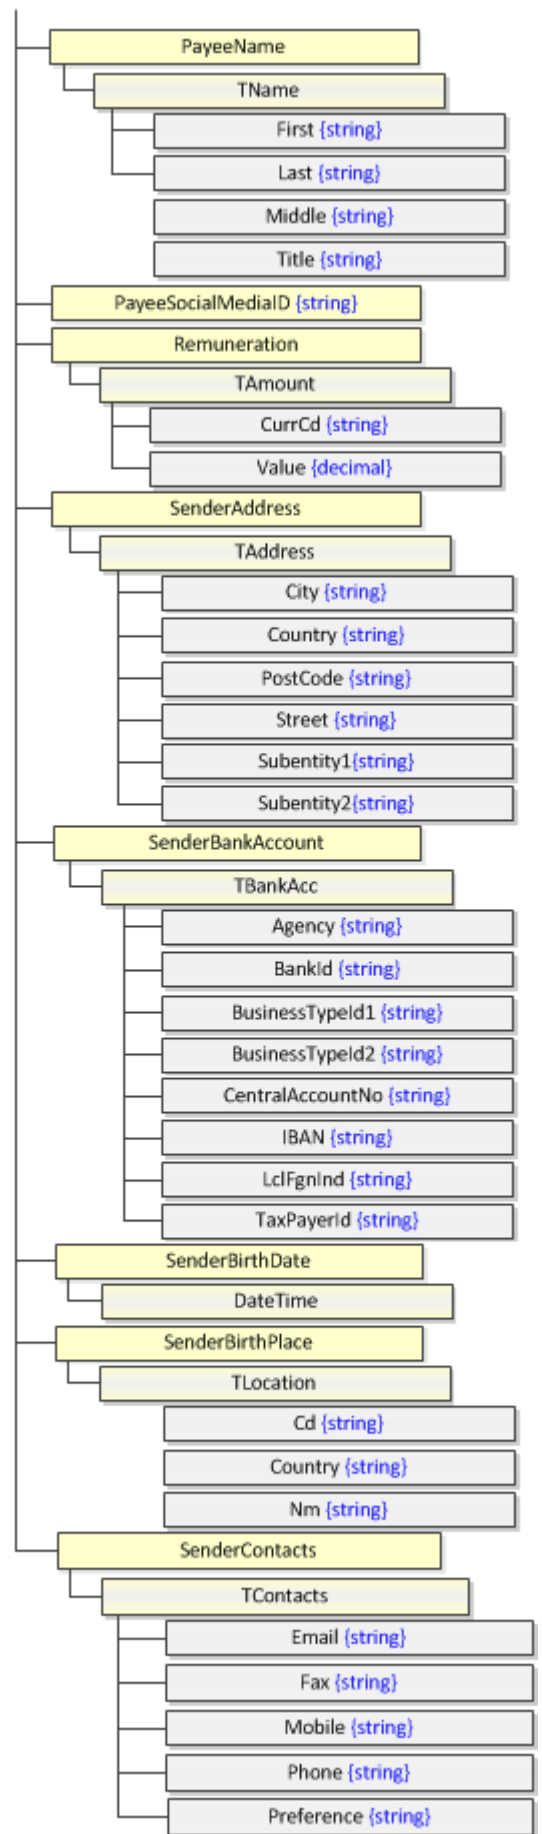 PayeeName
TName
First {string}
Last {string}
Middle {string}
Title {string}
PayeeSocialMediaID {string}
Remuneration
TAmount
CurrCd {string}
Value {decimal}
SenderAddress
TAddress
City {string}
Country {string}
PostCode {string}
Street {string}
Subentity1{string}
Subentity2{string}
SenderBankAccount
TBankAcc
Agency {string}
BankId {string}
BusinessTypeId1 {string}
BusinessTypeId2 {string}
CentralAccountNo {string}
IBAN {string}
LclFgnInd {string}
TaxPayerId {string}
SenderBirthDate
DateTime
SenderBirthPlace
TLocation
Cd {string}
Country {string}
Nm {string}
SenderContacts
TContacts
Email {string}
Fax {string}
Mobile {string}
Phone {string}
Preference {string}